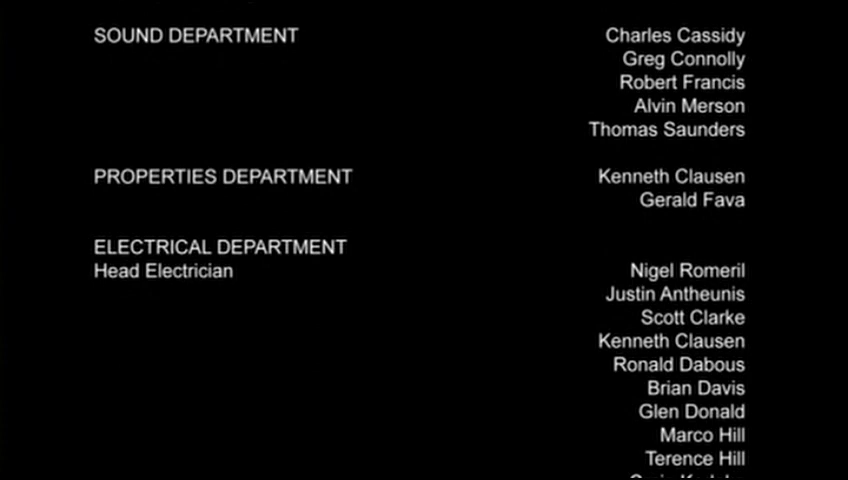 SOUND DEPARTMENT Charles Cassidy
Greg Connolly
Robert Francis
Alvin Merson
Thomas Saunders
PROPERTIES DEPARTMENT Kenneth Clausen
Gerald Fava
ELECTRICAL DEPARTMENT
Head Electrician Nigel Romeril
Justin Antheunis
Scott Clarke
Kenneth Clausen
Ronald Dabous
Brian Davis
Glen Donald
Marco Hill
Terence Hill